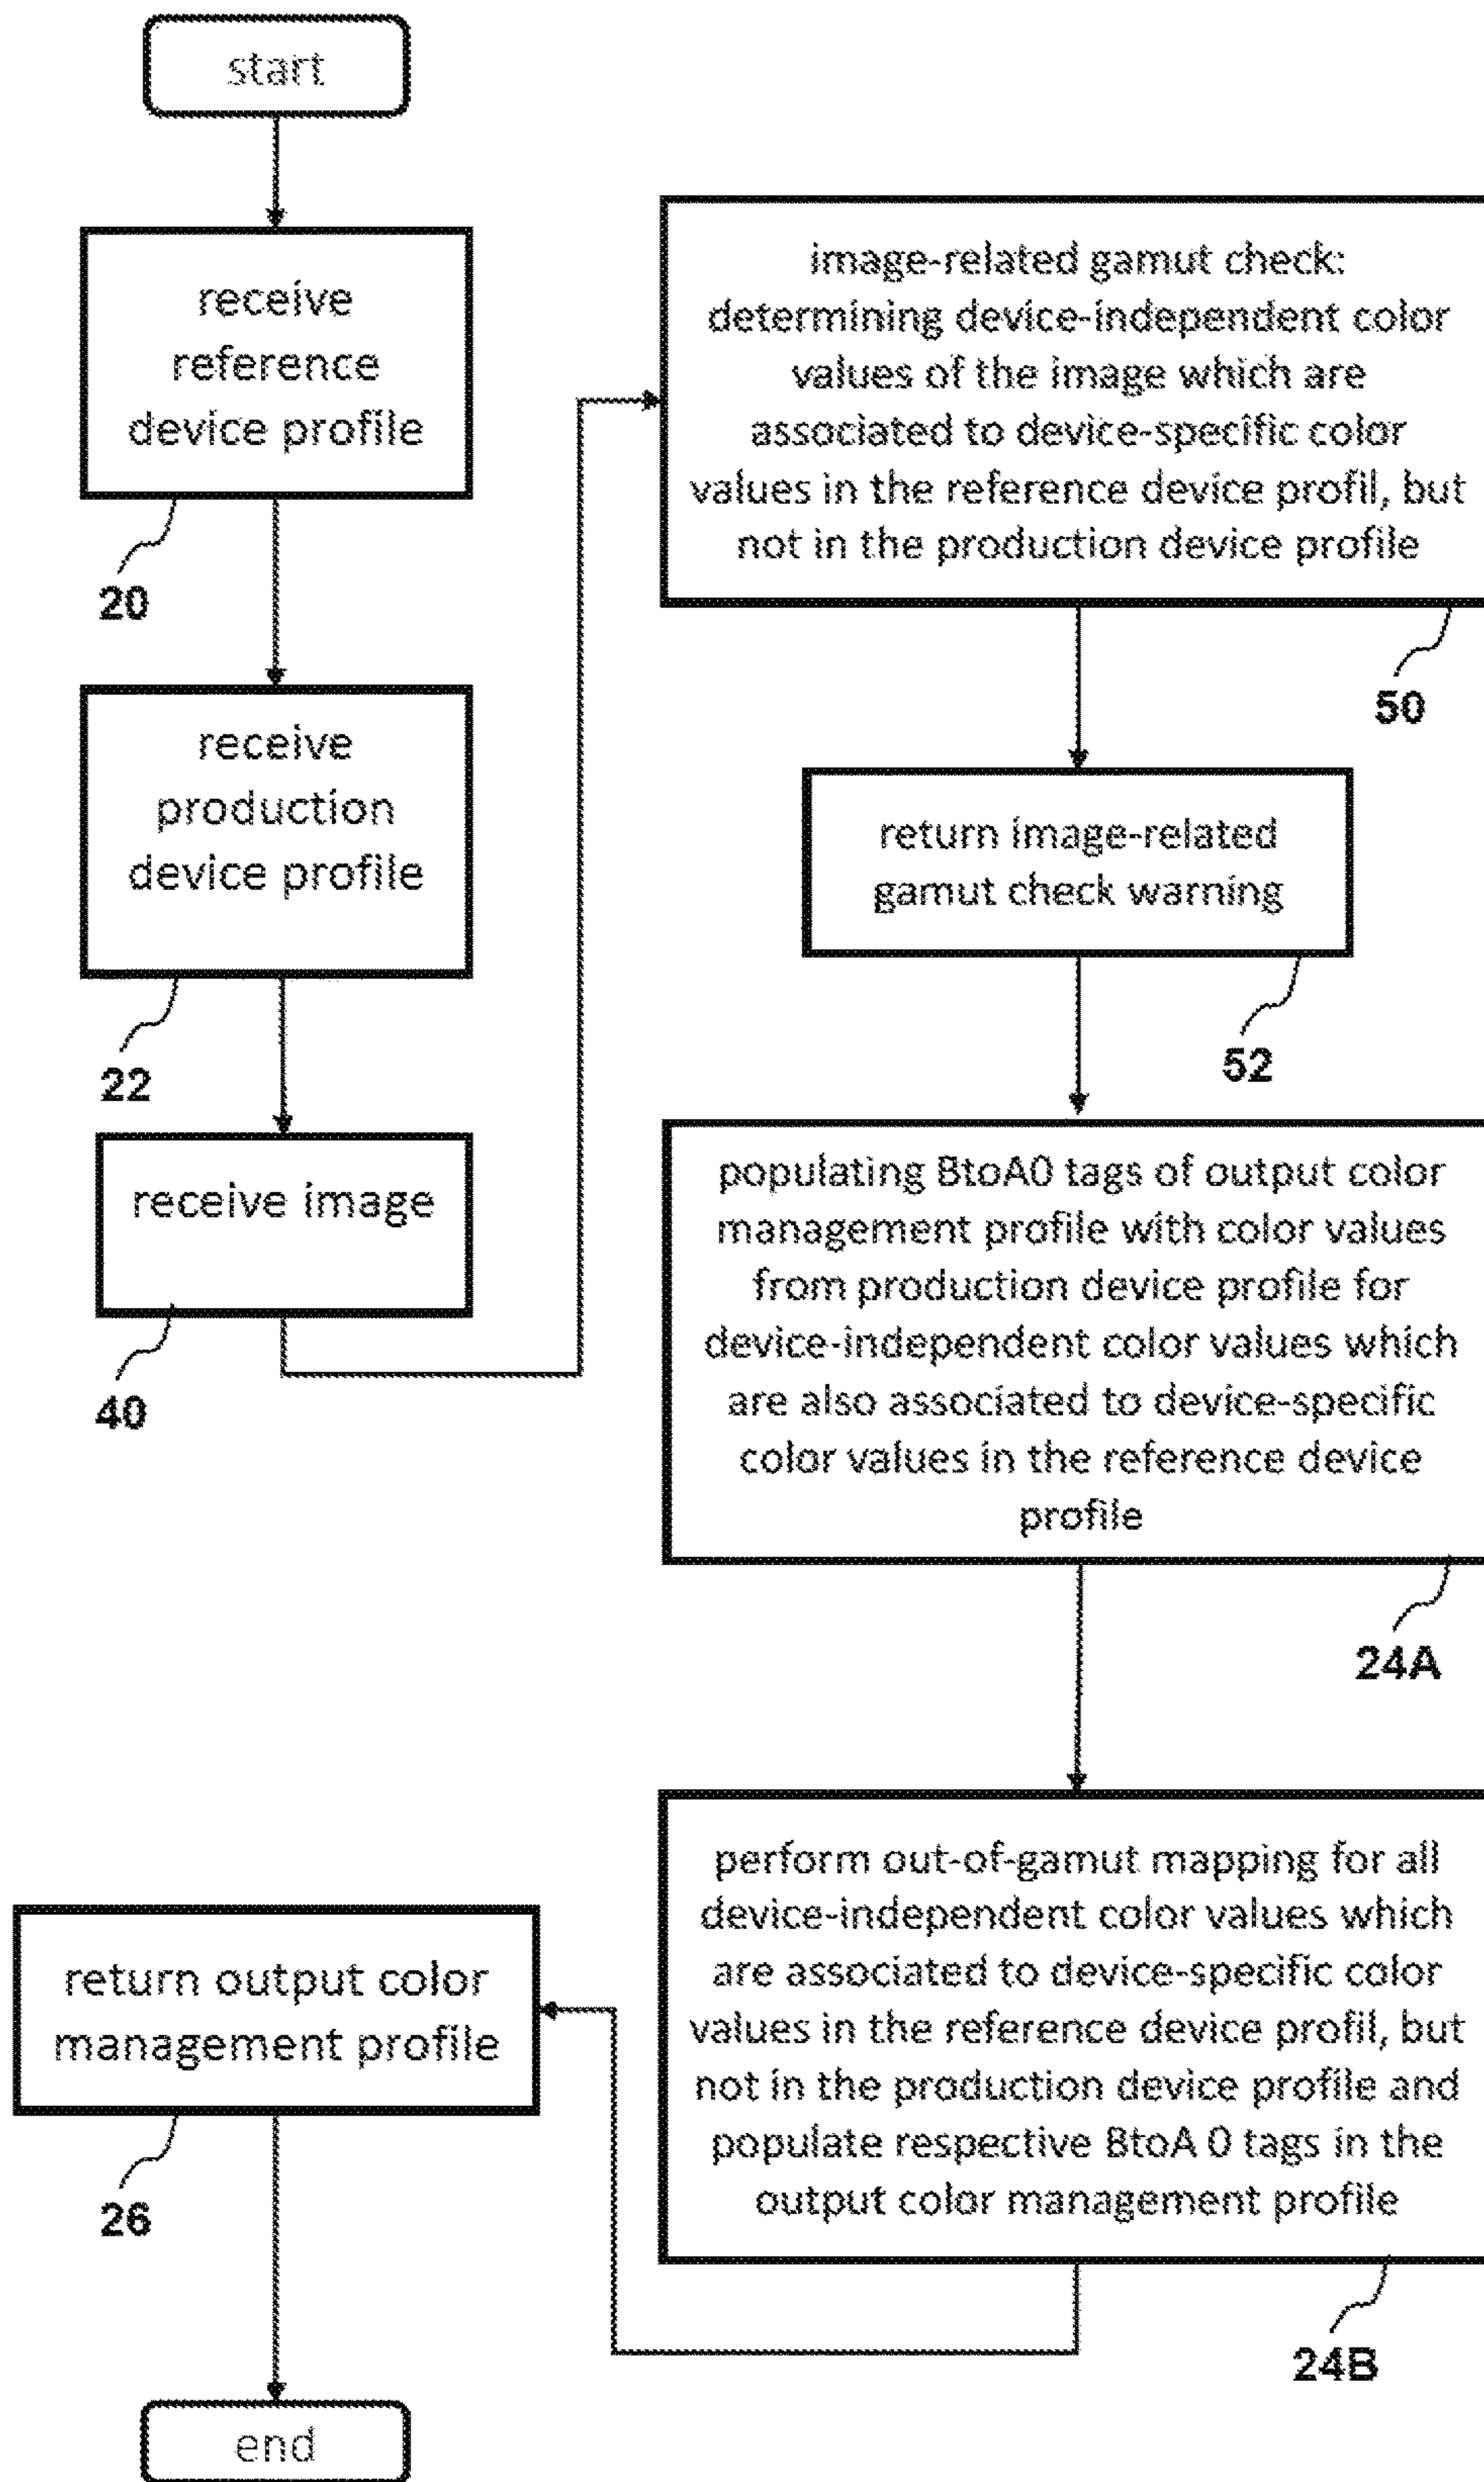 start
receive
reference
device profile
20
receive
production
device profile
22
receive image
40
image-related gamut check:
determining device-independent color
values of the image which are
associated to device-specific color
values in the reference device profil, but
not in the production device profile
50
return image-related
gamut check warning
52
populating BtoA0 tags of output color
management profile with color values
from production device profile for
device-independent color values which
are also associated to device-specific
color values in the reference device
profile
24A
perform out-of-gamut mapping for all
device-independent color values which
are associated to device-specific color
values in the reference device profil, but
not in the production device profile and
populate respective BtoA 0 tags in the
output color management profile
24B
return output color
management profile
26
end